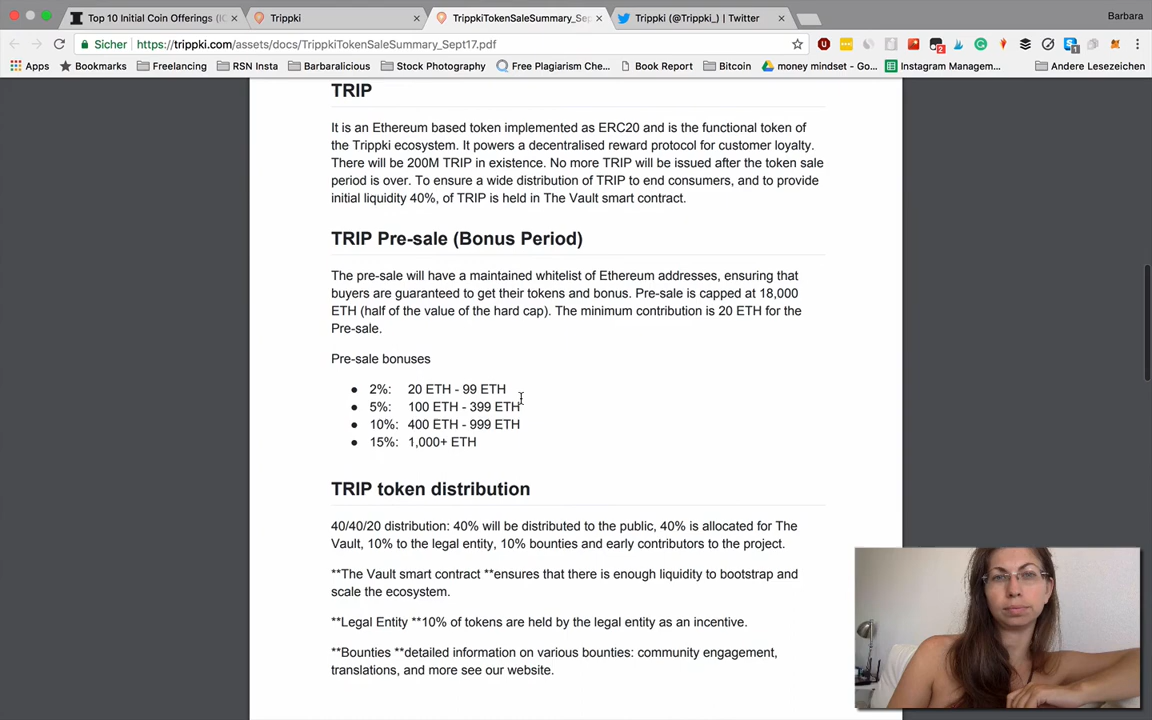 Top 10 Initial Coin Offerings (I
Trippki
TrippkiTokenSaleSummary_Sep
Trippki (@Trippki_) | Twitter
Barbara
Sicher
https://trippki.com/assets/docs/TrippkiTokenSaleSummary_Sept17.pdf
Apps
Bookmarks
Freelancing
RSN Insta
Barbaralicious
Stock Photography
Free Plagiarism Che...
Book Report
Bitcoin
money mindset - Go...
Instagram Managem...
Andere Lesezeichen
TRIP
It is an Ethereum based token implemented as ERC20 and is the functional token of
the Trippki ecosystem. It powers a decentralised reward protocol for customer loyalty.
There will be 200M TRIP in existence. No more TRIP will be issued after the token sale
period is over. To ensure a wide distribution of TRIP to end consumers, and to provide
initial liquidity 40%, of TRIP is held in The Vault smart contract.
TRIP Pre-sale (Bonus Period)
The pre-sale will have a maintained whitelist of Ethereum addresses, ensuring that
buyers are guaranteed to get their tokens and bonus. Pre-sale is capped at 18,000
ETH (half of the value of the hard cap). The minimum contribution is 20 ETH for the
Pre-sale.
Pre-sale bonuses
● 2%: 20 ETH - 99 ETH
● 5%: 100 ETH - 399 ETH
● 10%: 400 ETH - 999 ETH
● 15%: 1,000+ ETH
TRIP token distribution
40/40/20 distribution: 40% will be distributed to the public, 40% is allocated for The
Vault, 10% to the legal entity, 10% bounties and early contributors to the project.
**The Vault smart contract **ensures that there is enough liquidity to bootstrap and
scale the ecosystem.
**Legal Entity **10% of tokens are held by the legal entity as an incentive.
**Bounties **detailed information on various bounties: community engagement,
translations, and more see our website.